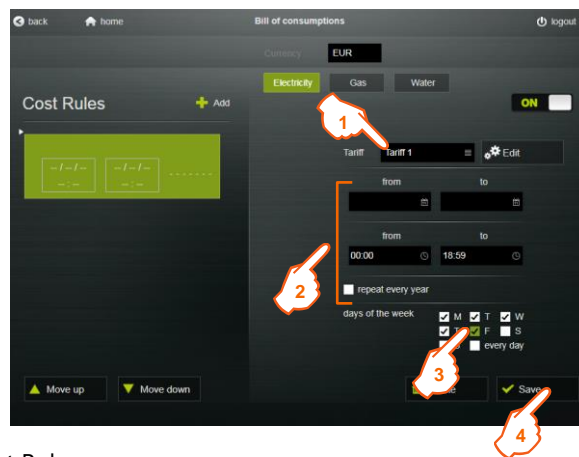 back home Bill of consumptions logout
Currency EUR
Electricity Gas Water
Cost Rules Add
ON
1
Tariff Tariff 1 Edit
-- / -- / -- -- / -- / -- -------
-- : -- -- : --
from to
from to
00:00 18:59
2
repeat every year
days of the week M T W
T F S
every day
3
Move up Move down Save
4